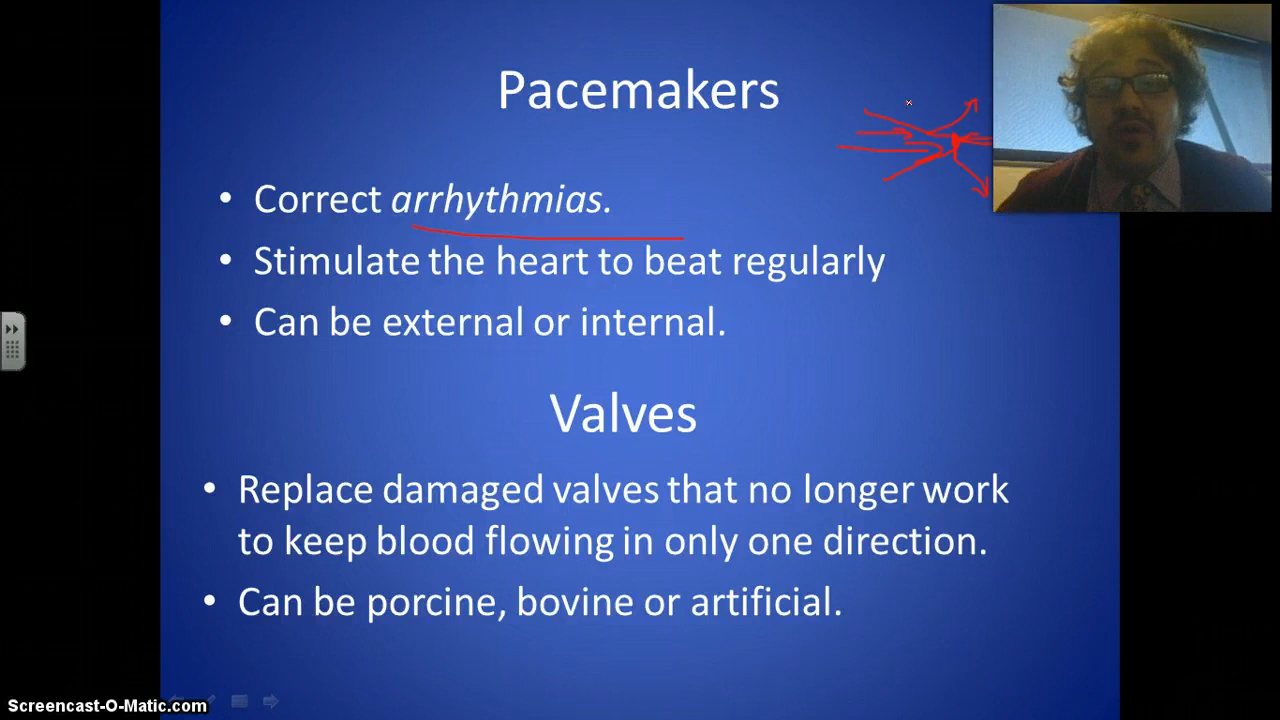 Pacemakers
• Correct arrhythmias.
• Stimulate the heart to beat regularly
• Can be external or internal.
Valves
• Replace damaged valves that no longer work
to keep blood flowing in only one direction.
• Can be porcine, bovine or artificial.
Screencast-O-Matic.com